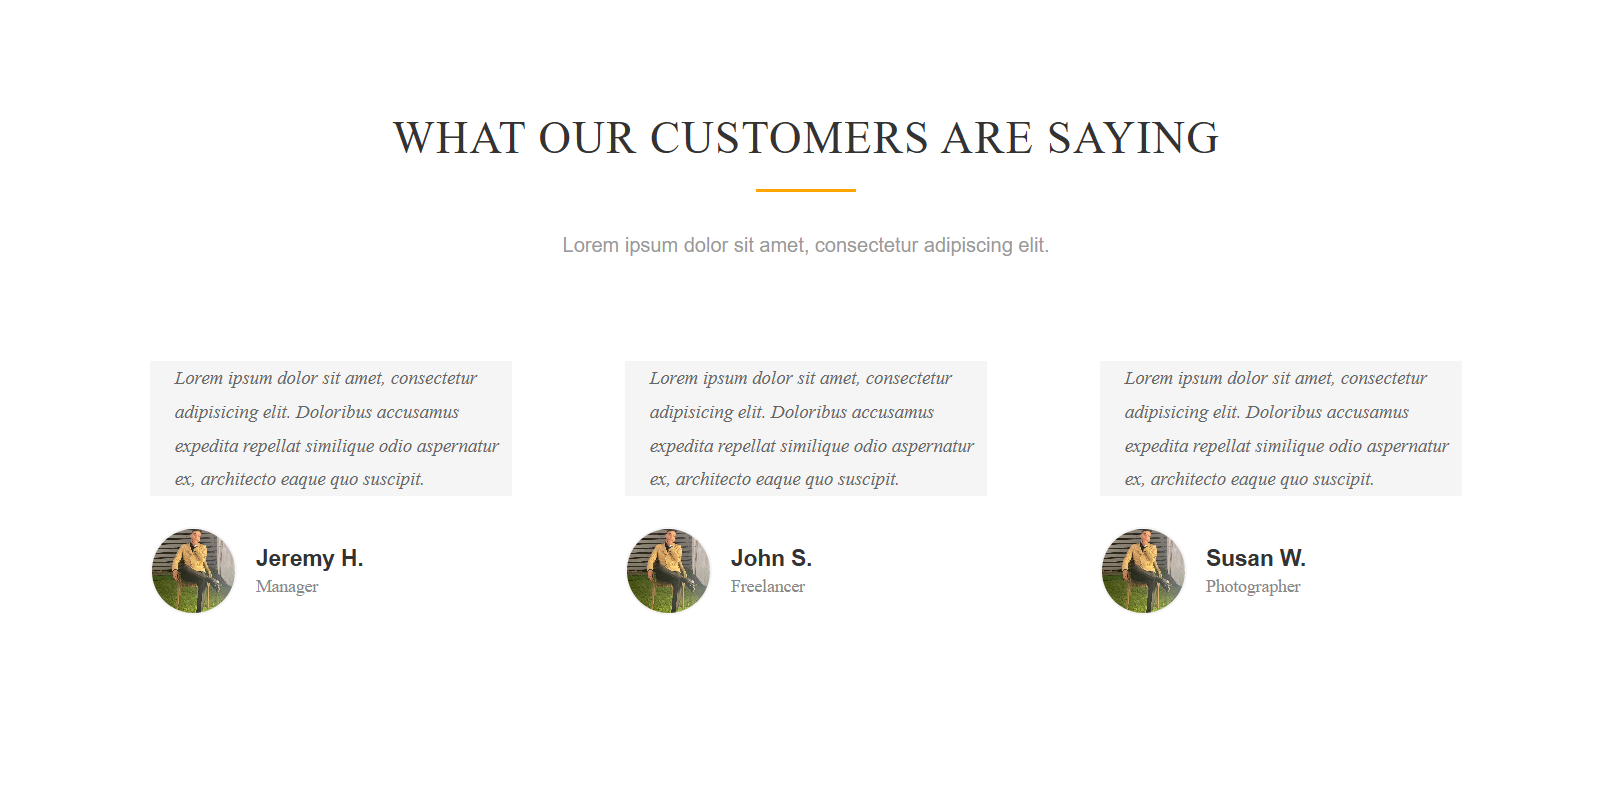 WHAT OUR CUSTOMERS ARE SAYING
Lorem ipsum dolor sit amet, consectetur adipiscing elit.
Lorem ipsum dolor sit amet, consectetur
adipisicing elit. Doloribus accusamus
expedita repellat similique odio aspernatur
ex, architecto eaque quo suscipit.
Jeremy H.
Manager
Lorem ipsum dolor sit amet, consectetur
adipisicing elit. Doloribus accusamus
expedita repellat similique odio aspernatur
ex, architecto eaque quo suscipit.
John S.
Freelancer
Lorem ipsum dolor sit amet, consectetur
adipisicing elit. Doloribus accusamus
expedita repellat similique odio aspernatur
ex, architecto eaque quo suscipit.
Susan W.
Photographer